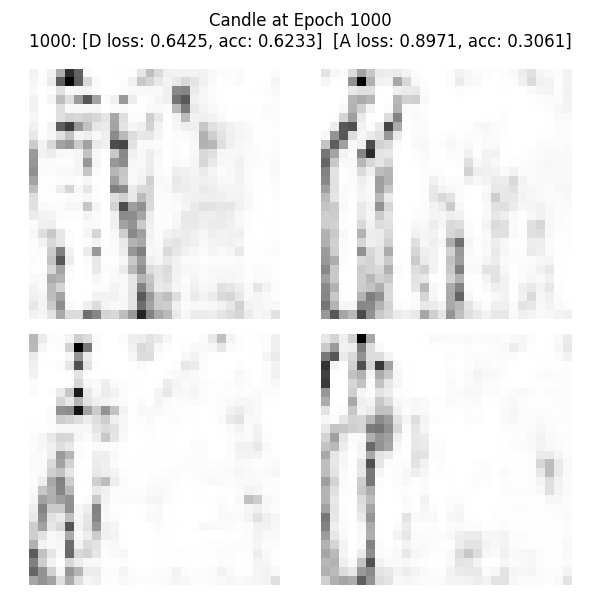 Candle at Epoch 1000
1000: [D loss: 0.6425, acc: 0.6233]  [A loss: 0.8971, acc: 0.3061]